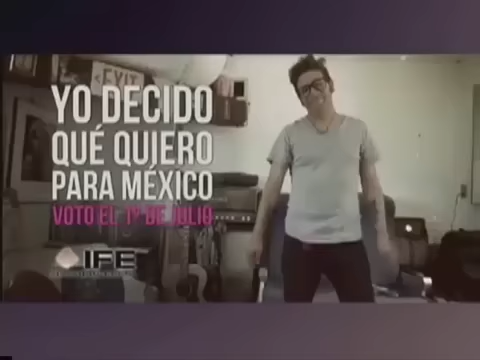 EXIT
YO DECIDO
QUÉ QUIERO
PARA MÉXICO
VOTO EL 1º DE JULIO
IFE